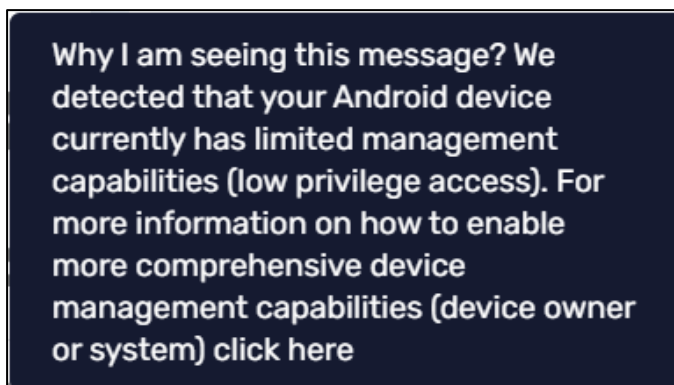 Why I am seeing this message? We
detected that your Android device
currently has limited management
capabilities (low privilege access). For
more information on how to enable
more comprehensive device
management capabilities (device owner
or system) click here